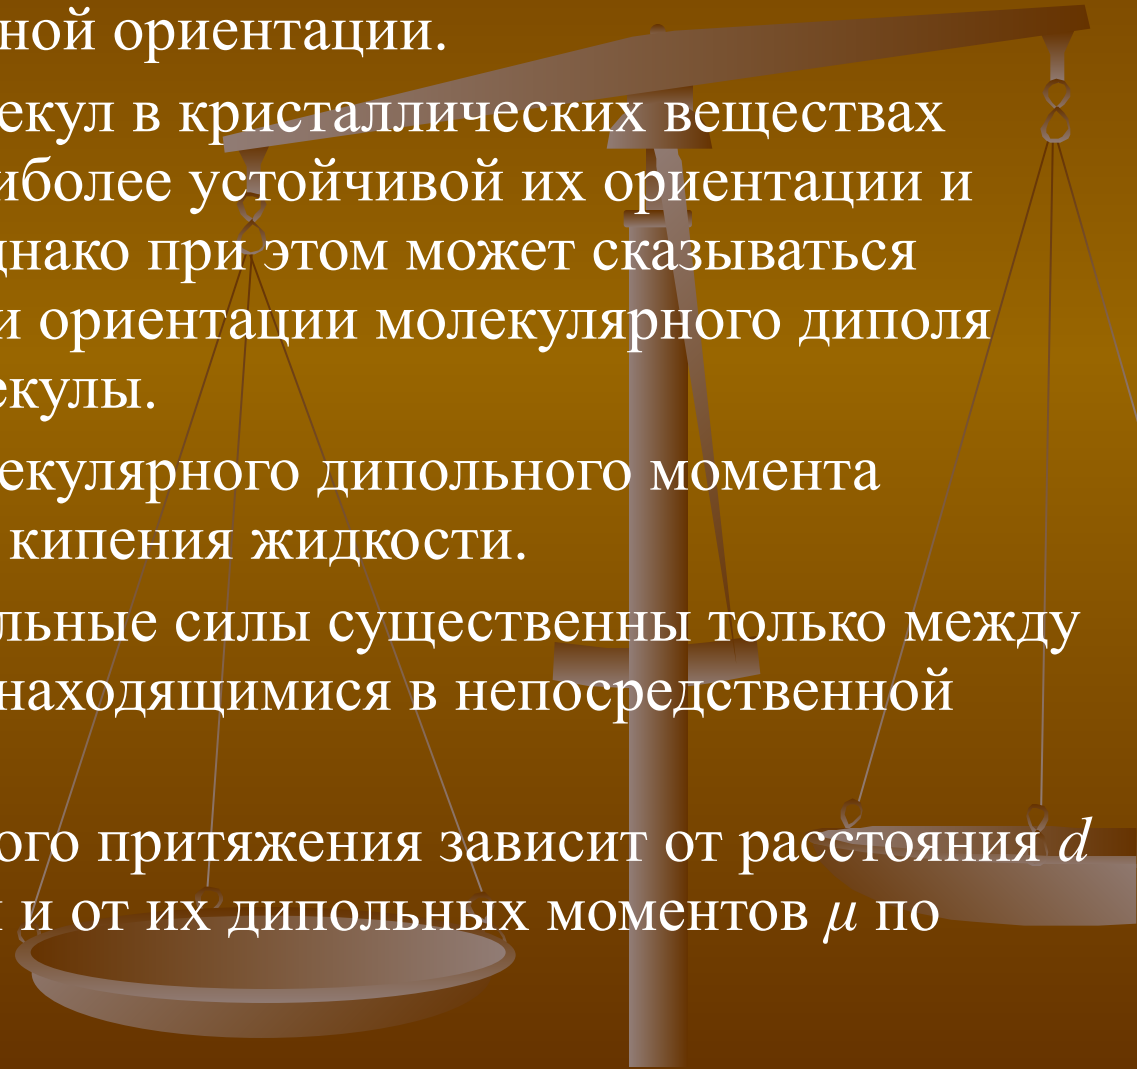 ной ориентации.
екул в кристаллических веществах
иболее устойчивой их ориентации и
днако при этом может сказываться
и ориентации молекулярного диполя
екулы.
екулярного дипольного момента
кипения жидкости.
льные силы существенны только между
находящимися в непосредственной
ого притяжения зависит от расстояния d
и и от их дипольных моментов μ по